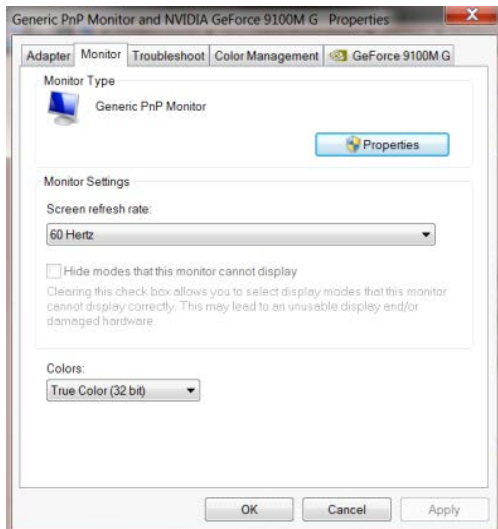 Generic PnP Monitor and NVIDIA GeForce 9100M G Properties
Adapter Monitor Troubleshoot Color Management GeForce 9100M G
Monitor Type
Generic PnP Monitor
Properties
Monitor Settings
Screen refresh rate:
60 Hertz
Hide modes that this monitor cannot display
Clearing this check box allows you to select display modes that this monitor
cannot display correctly. This may lead to an unusable display and/or
damaged hardware.
Colors:
True Color (32 bit)
OK Cancel Apply